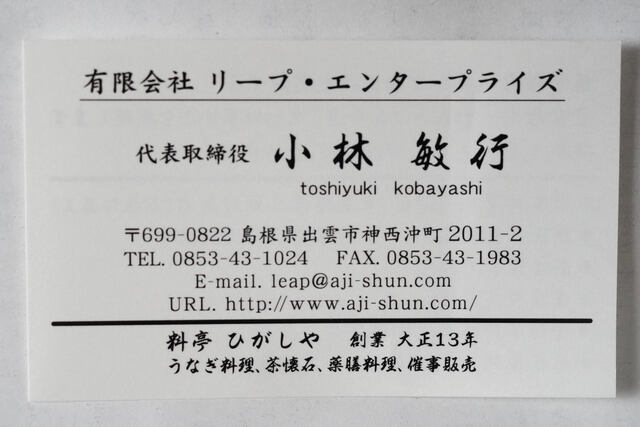 有限会社 リープ・エンタープライズ
代表取締役 小林 敏行
toshiyuki kobayashi
〒699-0822 島根県出雲市神西沖町 2011-2
TEL. 0853-43-1024 FAX. 0853-43-1983
E-mail. leap@aji-shun.com
URL. http://www.aji-shun.com/
料亭 ひがしや 創業 大正13年
うなぎ料理、茶懐石、薬膳料理、催事販売